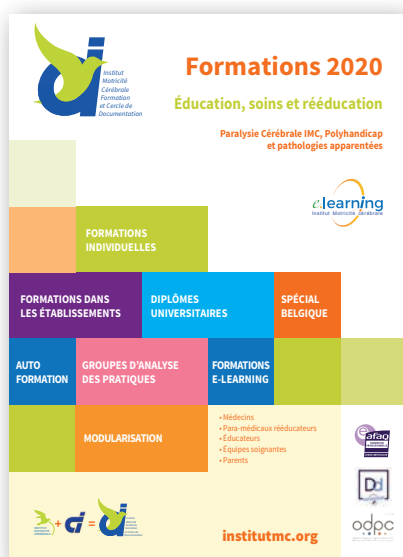 Institut
Motricité
Cérébrale
Formation
et Cercle de
Documentation
Formations 2020
Éducation, soins et rééducation
Paralysie Cérébrale IMC, Polyhandicap
et pathologies apparentées
e.learning
Institut Motricité cérébrale
FORMATIONS
INDIVIDUELLES
FORMATIONS DANS
LES ÉTABLISSEMENTS
DIPLÔMES
UNIVERSITAIRES
SPÉCIAL
BELGIQUE
AUTO
FORMATION
GROUPES D'ANALYSE
DES PRATIQUES
FORMATIONS
E-LEARNING
MODULARISATION
• Médecins
• Para-médicaux rééducateurs
• Éducateurs
• Équipes soignantes
• Parents
afaq
Dd
odpc
+ =
institutmc.org